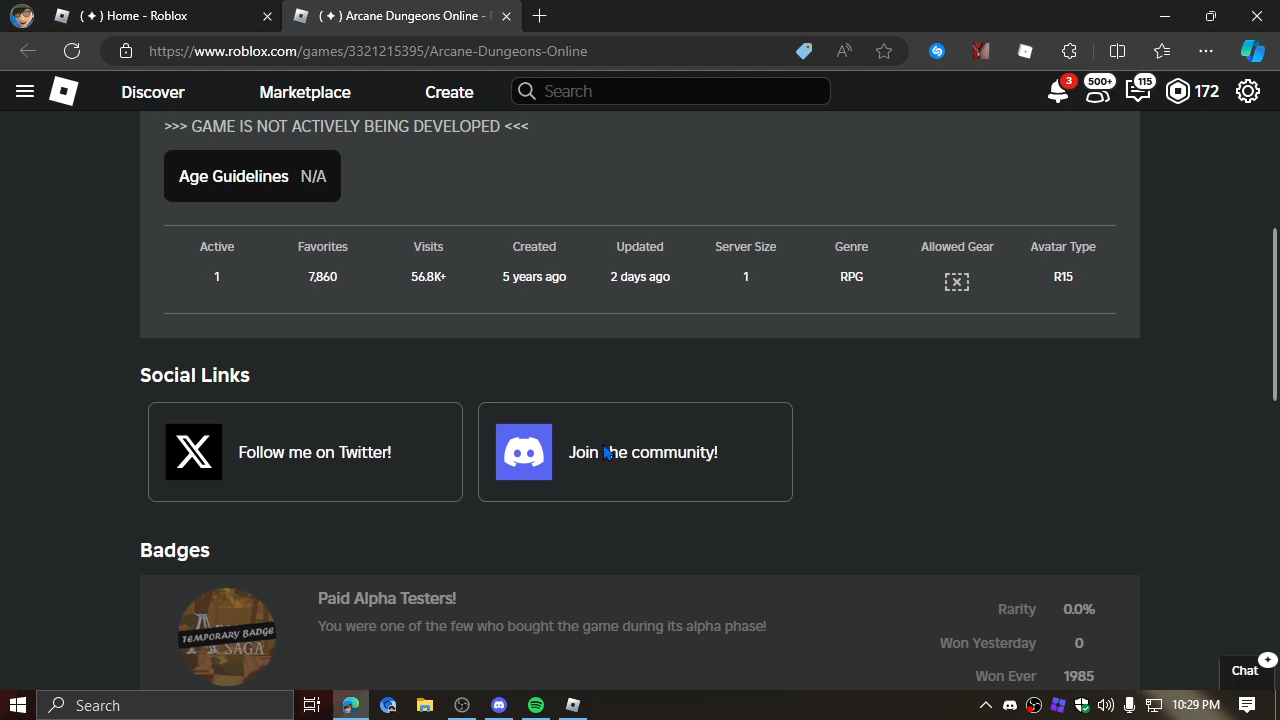 ( ✦ ) Home - Roblox
( ✦ ) Arcane Dungeons Online -
https://www.roblox.com/games/3321215395/Arcane-Dungeons-Online
Discover
Marketplace
Create
Search
3
500+
115
172
>>> GAME IS NOT ACTIVELY BEING DEVELOPED <<<
Age Guidelines N/A
Active Favorites Visits Created Updated Server Size Genre Allowed Gear Avatar Type
1 7,860 56.8K+ 5 years ago 2 days ago 1 RPG R15
Social Links
Follow me on Twitter!
Join the community!
Badges
TEMPORARY BADGE
SAGA
Paid Alpha Testers!
You were one of the few who bought the game during its alpha phase!
Rarity 0.0%
Won Yesterday 0
Won Ever 1985
Chat
Search
10:29 PM